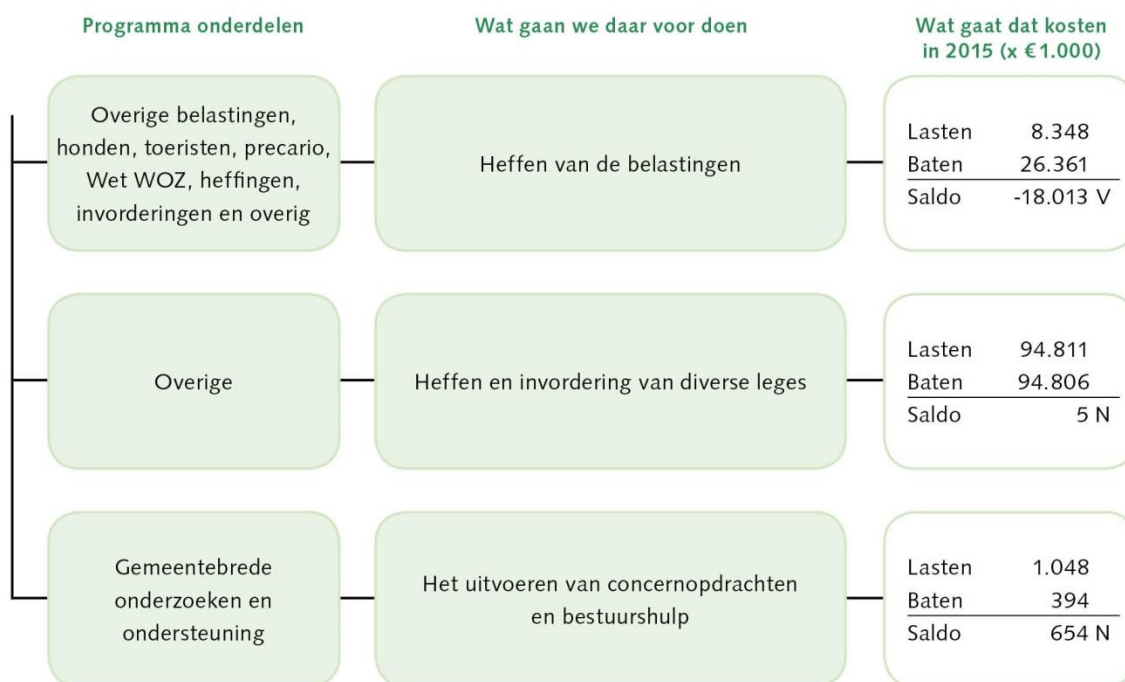 Programma onderdelen
Wat gaan we daar voor doen
Wat gaat dat kosten
in 2015 (x €1.000)
Overige belastingen,
honden, toeristen, precario,
Wet WOZ, heffingen,
invorderingen en overig
Heffen van de belastingen
Lasten 8.348
Baten 26.361
Saldo -18.013 V
Overige
Heffen en invordering van diverse leges
Lasten 94.811
Baten 94.806
Saldo 5 N
Gemeentebrede
onderzoeken en
ondersteuning
Het uitvoeren van concernopdrachten
en bestuurshulp
Lasten 1.048
Baten 394
Saldo 654 N